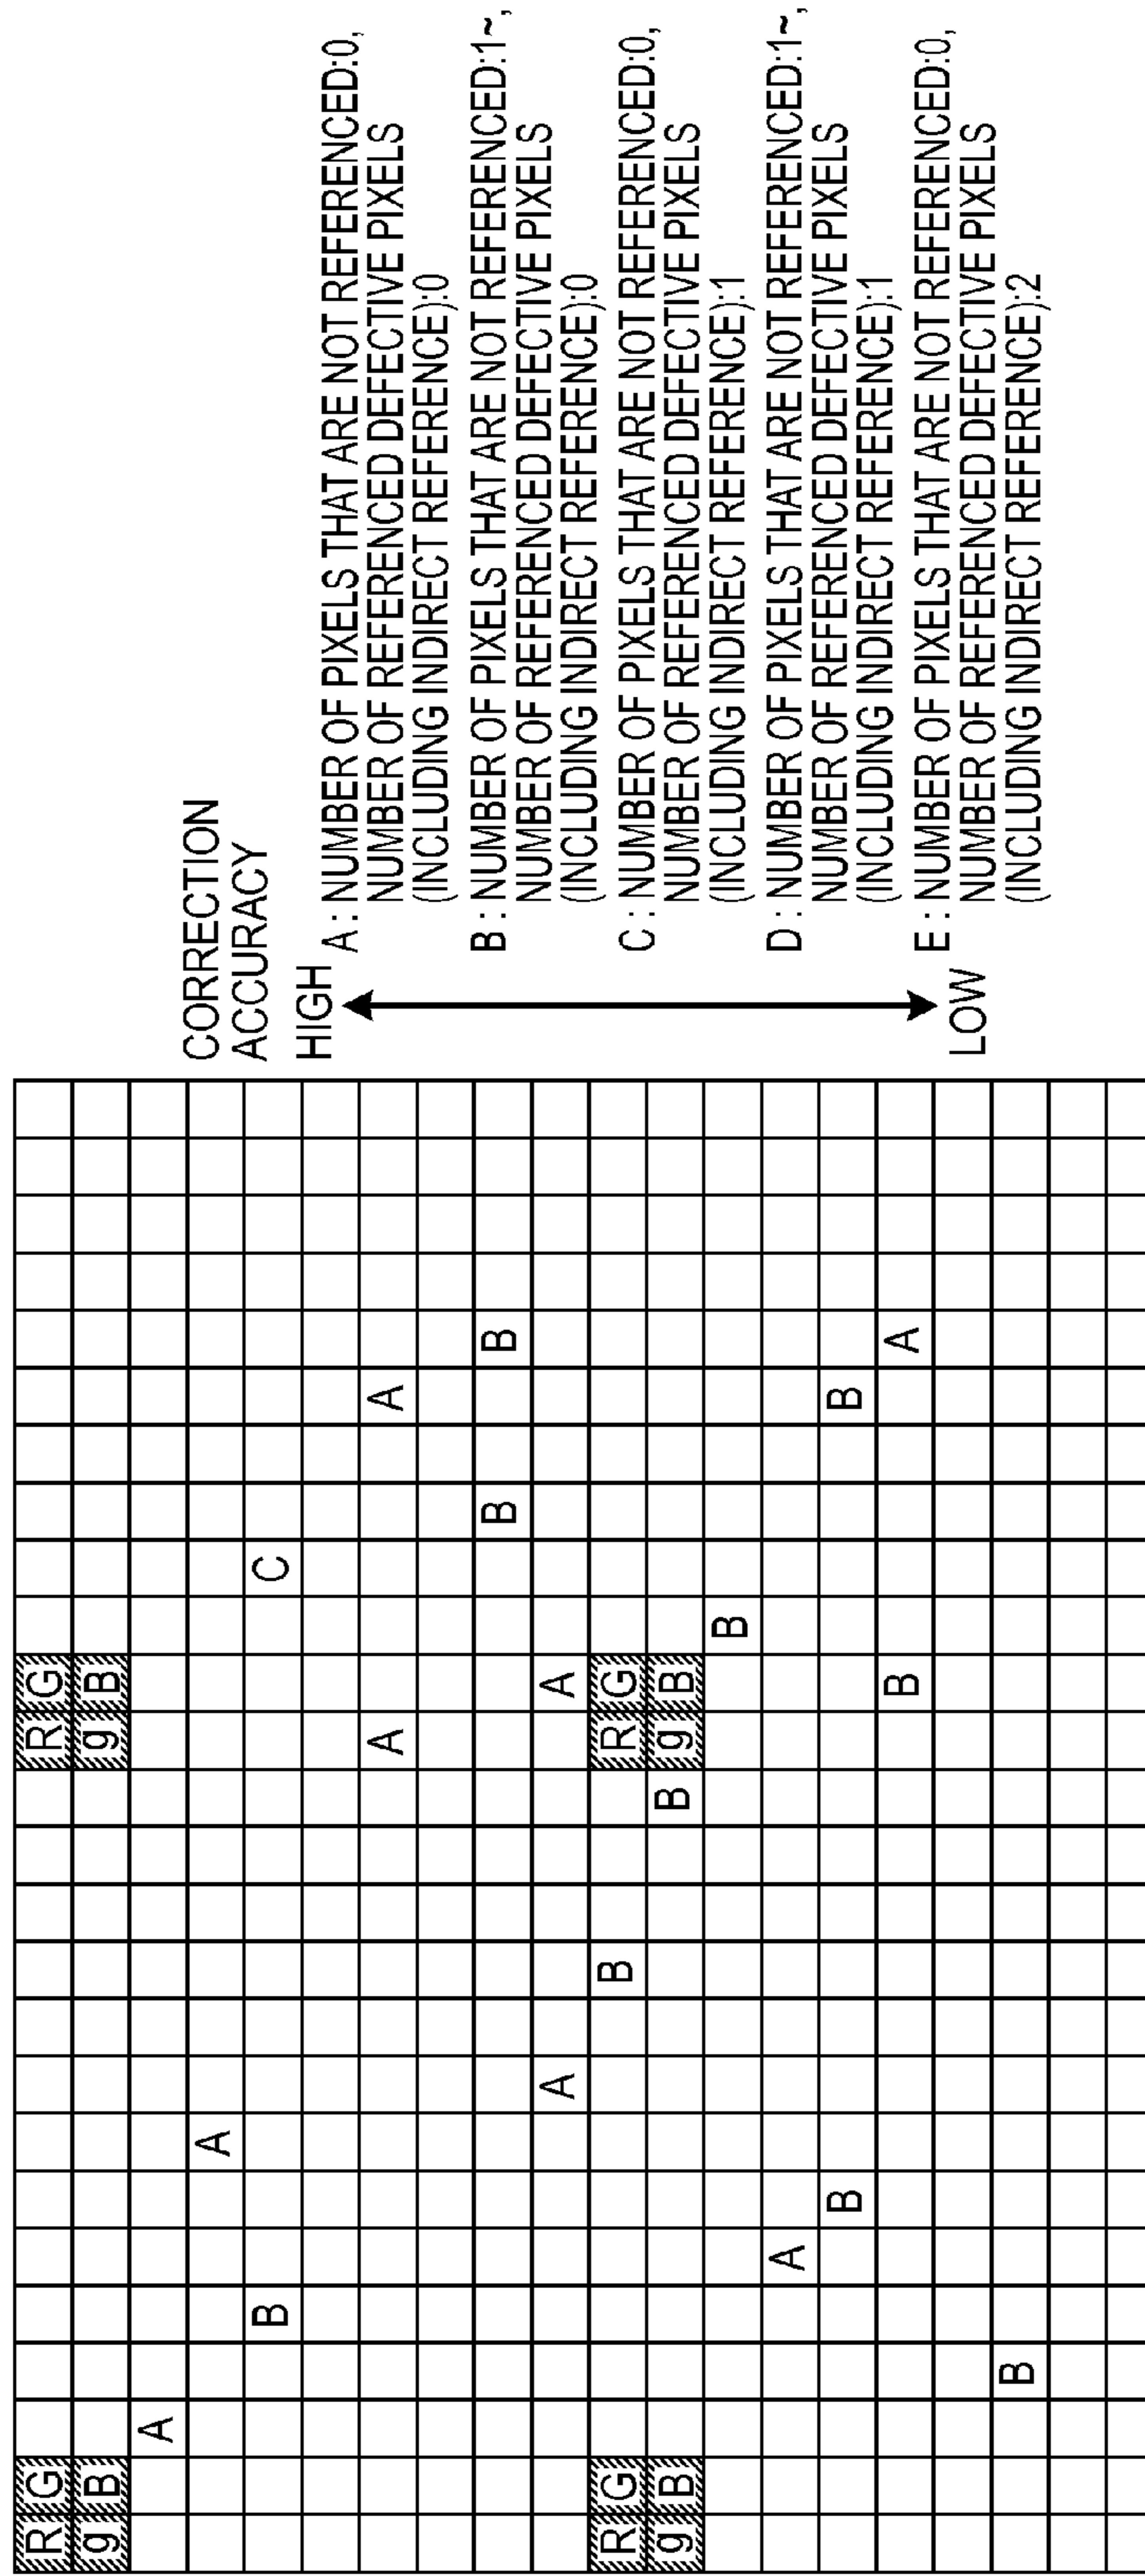 R G R G
g B g B
A
A
B C
A A
B B
A A
R G B R G
g B B g B
B
A
B B
B A
B
CORRECTION
ACCURACY
HIGH
A : NUMBER OF PIXELS THAT ARE NOT REFERENCED:0,
NUMBER OF REFERENCED DEFECTIVE PIXELS
(INCLUDING INDIRECT REFERENCE):0
B : NUMBER OF PIXELS THAT ARE NOT REFERENCED:1~,
NUMBER OF REFERENCED DEFECTIVE PIXELS
(INCLUDING INDIRECT REFERENCE):0
C : NUMBER OF PIXELS THAT ARE NOT REFERENCED:0,
NUMBER OF REFERENCED DEFECTIVE PIXELS
(INCLUDING INDIRECT REFERENCE):1
D : NUMBER OF PIXELS THAT ARE NOT REFERENCED:1~,
NUMBER OF REFERENCED DEFECTIVE PIXELS
(INCLUDING INDIRECT REFERENCE):1
E : NUMBER OF PIXELS THAT ARE NOT REFERENCED:0,
NUMBER OF REFERENCED DEFECTIVE PIXELS
(INCLUDING INDIRECT REFERENCE):2
LOW